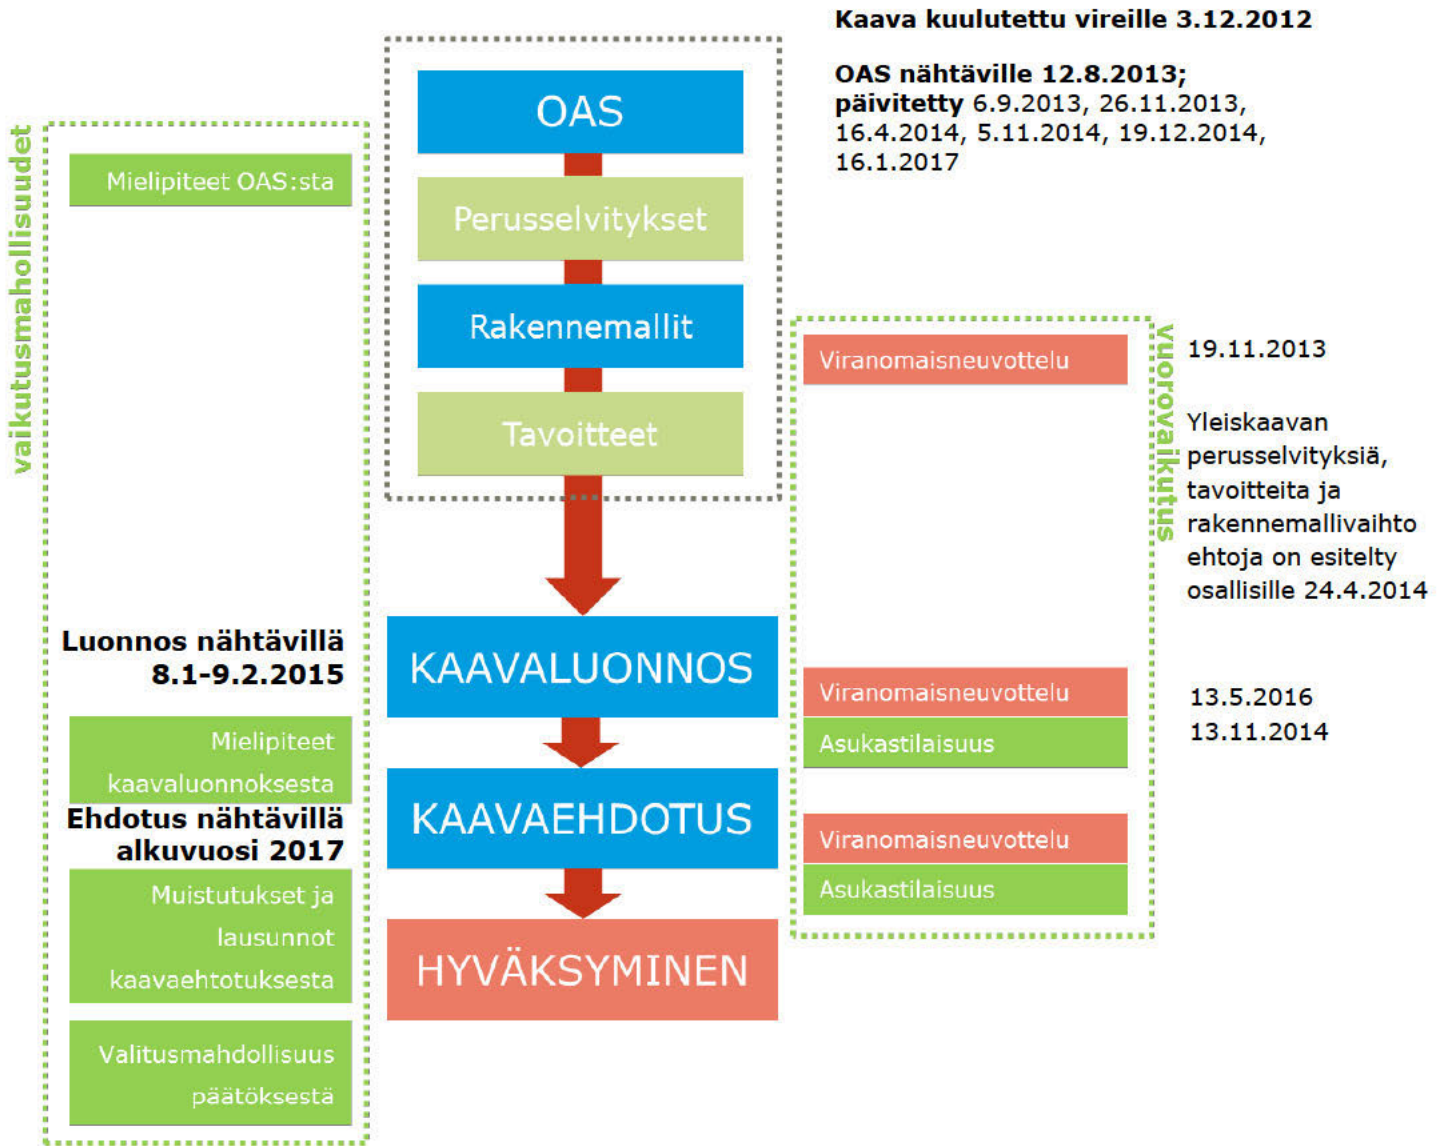 Kaava kuulutettu vireille 3.12.2012
OAS nähtäville 12.8.2013;
päivitetty 6.9.2013, 26.11.2013,
16.4.2014, 5.11.2014, 19.12.2014,
16.1.2017
vaikutusmahollisuudet
Mielipiteet OAS:sta
Luonnos nähtävillä
8.1-9.2.2015
Mielipiteet
kaavaluonnoksesta
Ehdotus nähtävillä
alkuvuosi 2017
Muistutukset ja
lausunnot
kaavaehtotuksesta
Valitusmahdollisuus
päätöksestä
OAS
Perusselvitykset
Rakennemallit
Tavoitteet
KAAVALUONNOS
KAAVAEHDOTUS
HYVÄKSYMINEN
vuorovaikutus
Viranomaisneuvottelu
Viranomaisneuvottelu
Asukastilaisuus
Viranomaisneuvottelu
Asukastilaisuus
19.11.2013
Yleiskaavan
perusselvityksiä,
tavoitteita ja
rakennemallivaihto
ehtoja on esitelty
osallisille 24.4.2014
13.5.2016
13.11.2014